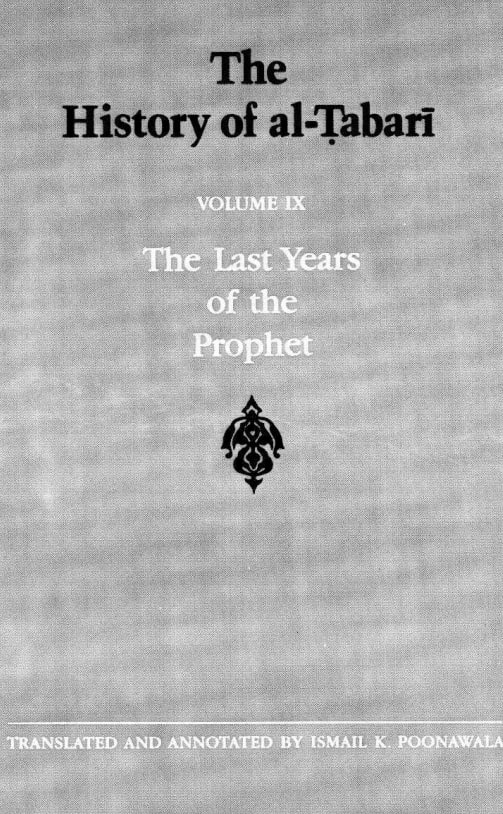 The
History of al-Ṭabarī
VOLUME IX
The Last Years
of the
Prophet
TRANSLATED AND ANNOTATED BY ISMAIL K. POONAWALA